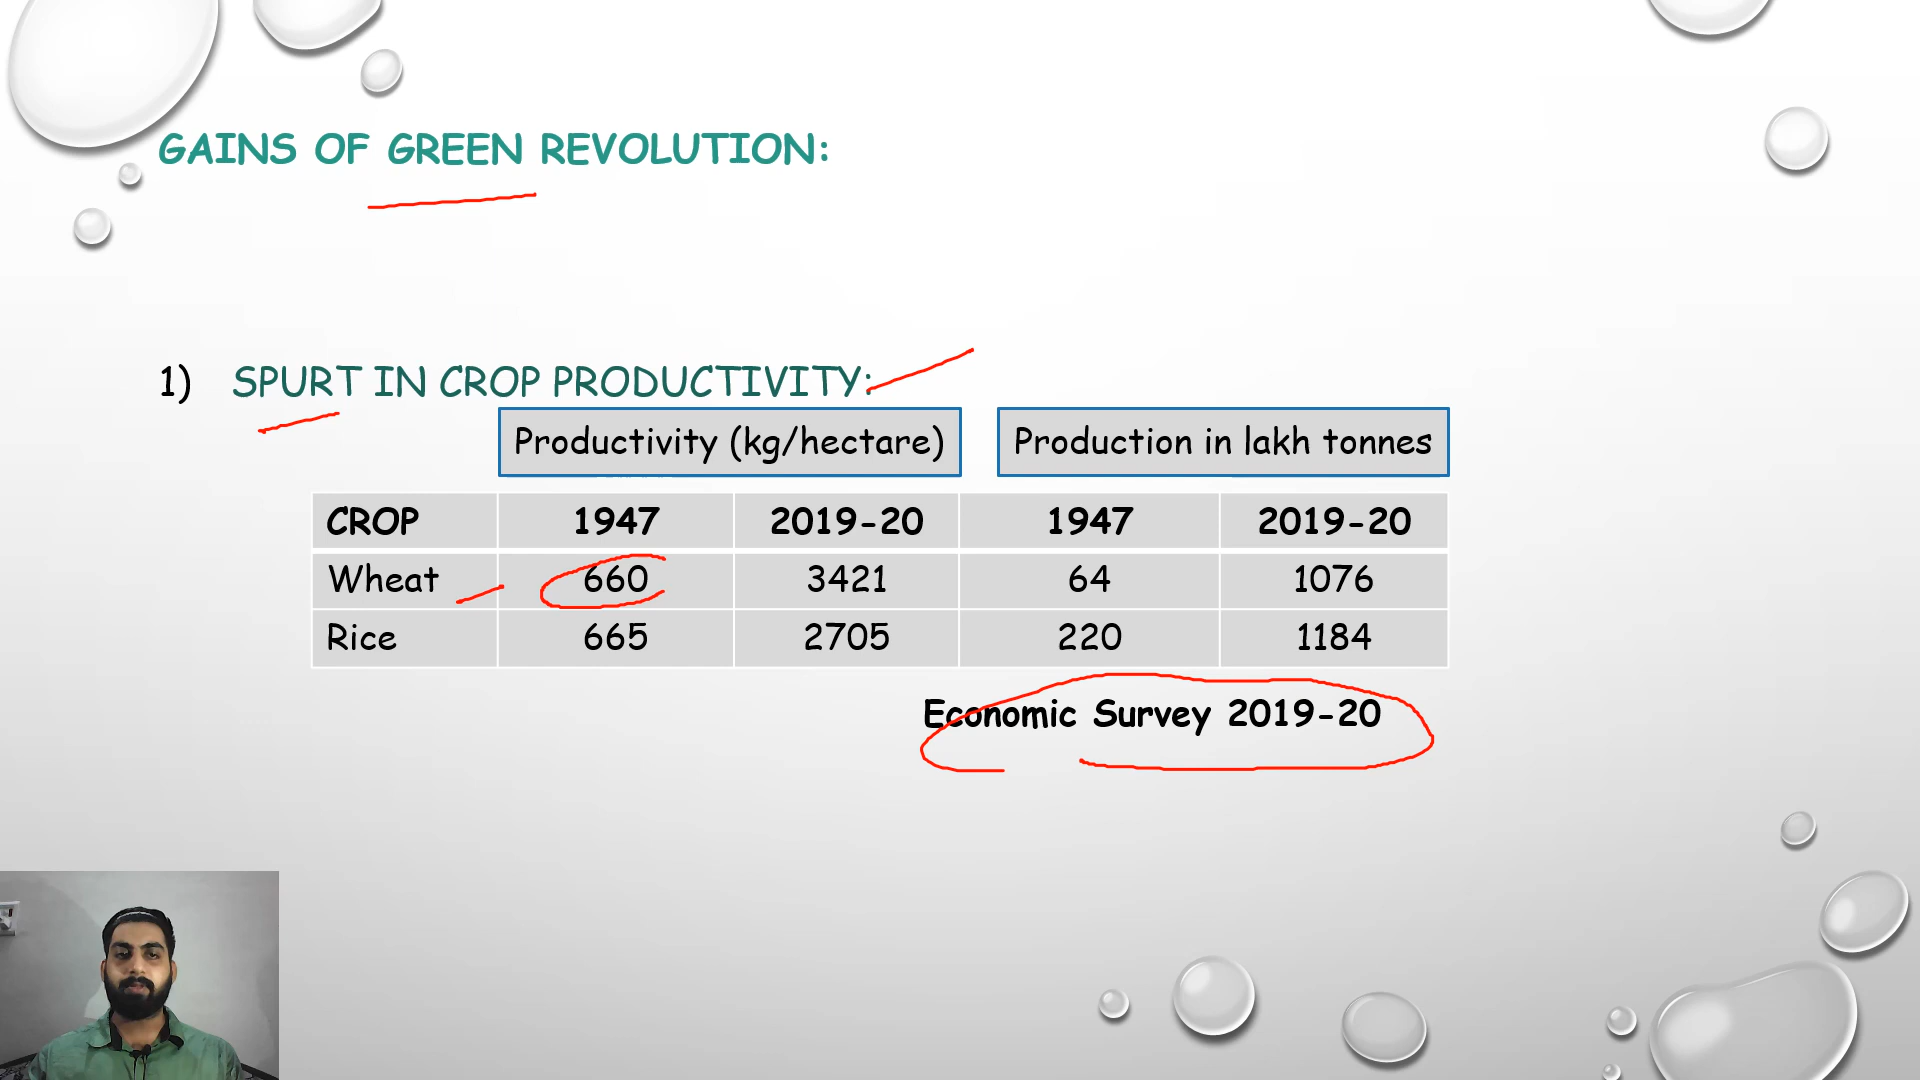 GAINS OF GREEN REVOLUTION:
1) SPURT IN CROP PRODUCTIVITY:
Productivity (kg/hectare) Production in lakh tonnes
CROP 1947 2019-20 1947 2019-20
Wheat 660 3421 64 1076
Rice 665 2705 220 1184
Economic Survey 2019-20